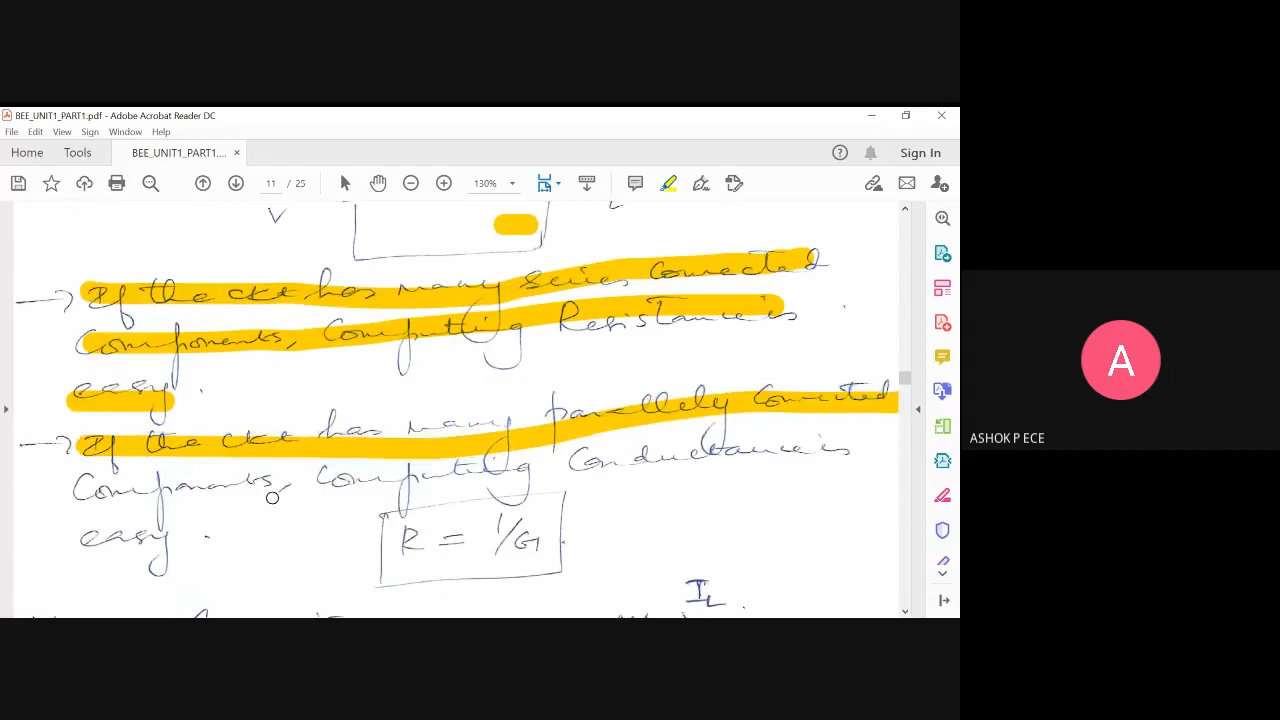 BEE_UNIT1_PART1.pdf - Adobe Acrobat Reader DC
File Edit View Window Help
Home Tools BEE_UNIT1_PART1.... × Sign In
11 / 25 130%
V L
→ If the ckt has many series connected
Components, Computing Resistance is
easy.
→ If the ckt has many parallely connected
Components, Computing Conductance is
easy.
R = 1/G
I_L
A
ASHOK P ECE